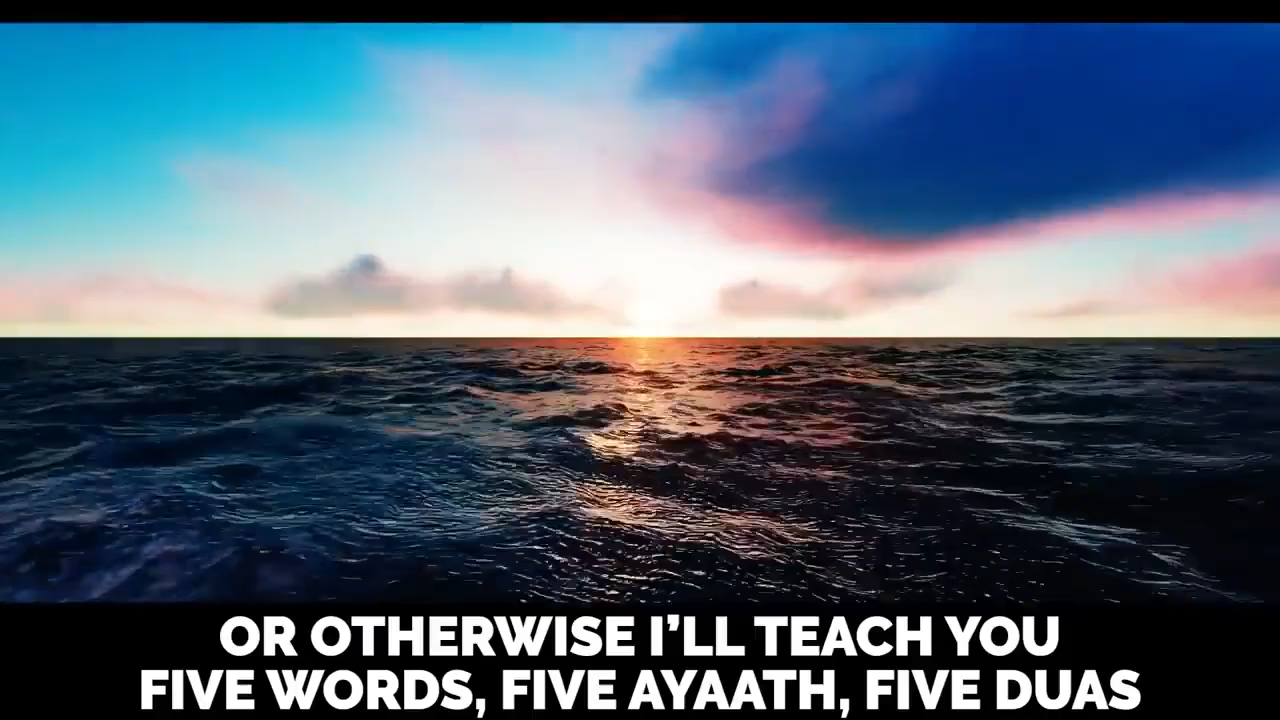 OR OTHERWISE I'LL TEACH YOU
FIVE WORDS, FIVE AYAATH, FIVE DUAS